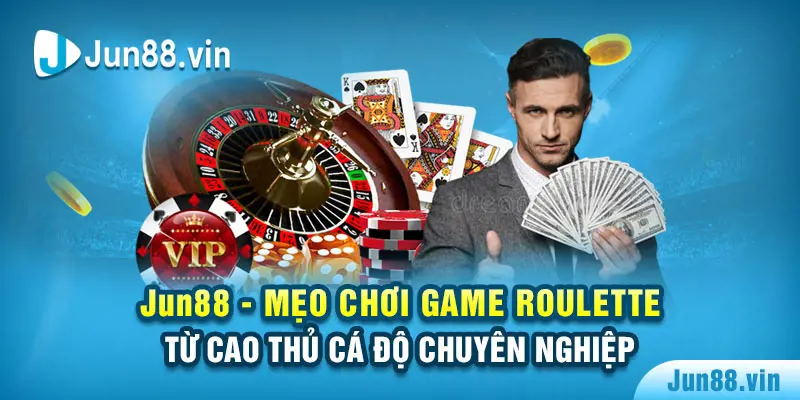 Jun88.vin
VIP
Jun88 - MẸO CHƠI GAME ROULETTE
TỪ CAO THỦ CÁ ĐỘ CHUYÊN NGHIỆP
Jun88.vin